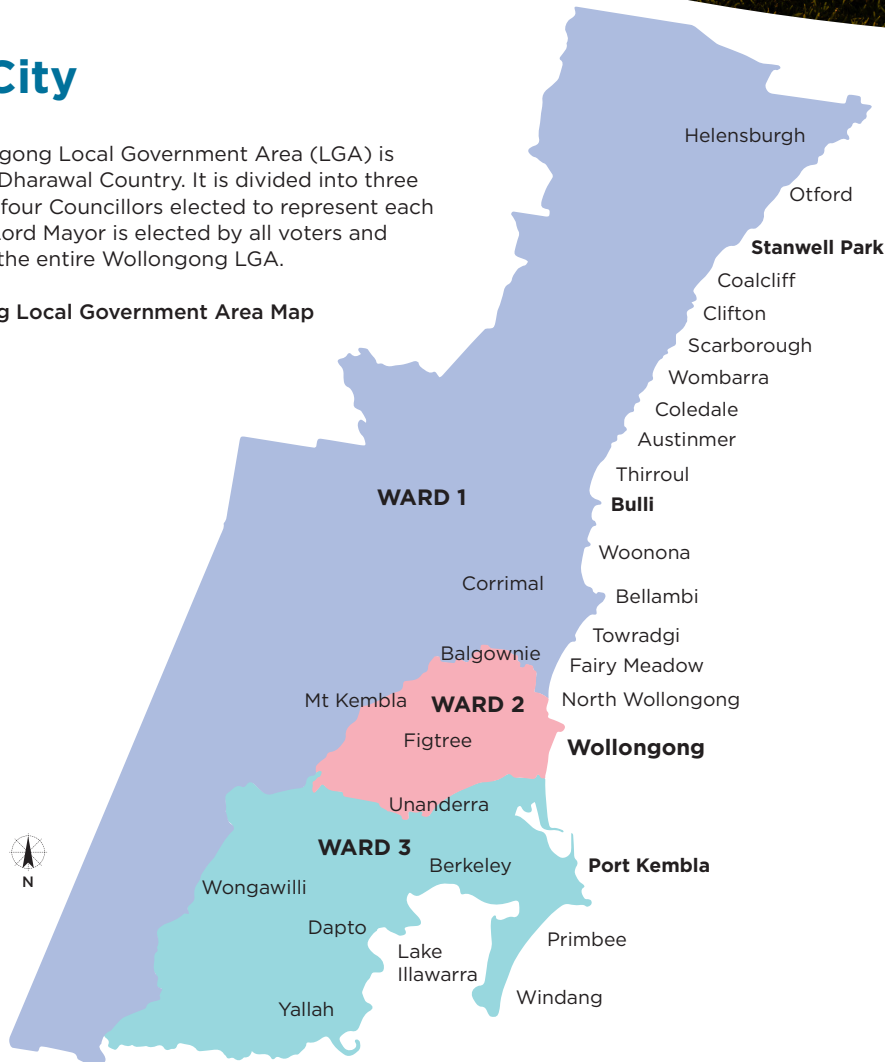 City
gong Local Government Area (LGA) is
Dharawal Country. It is divided into three
four Councillors elected to represent each
Lord Mayor is elected by all voters and
the entire Wollongong LGA.
g Local Government Area Map
Helensburgh
Otford
Stanwell Park
Coalcliff
Clifton
Scarborough
Wombarra
Coledale
Austinmer
Thirroul
WARD 1
Bulli
Woonona
Corrimal
Bellambi
Towradgi
Balgownie
Fairy Meadow
Mt Kembla
WARD 2
North Wollongong
Figtree
Wollongong
Unanderra
WARD 3
Berkeley
Port Kembla
N
Wongawilli
Dapto
Primbee
Lake
Illawarra
Windang
Yallah